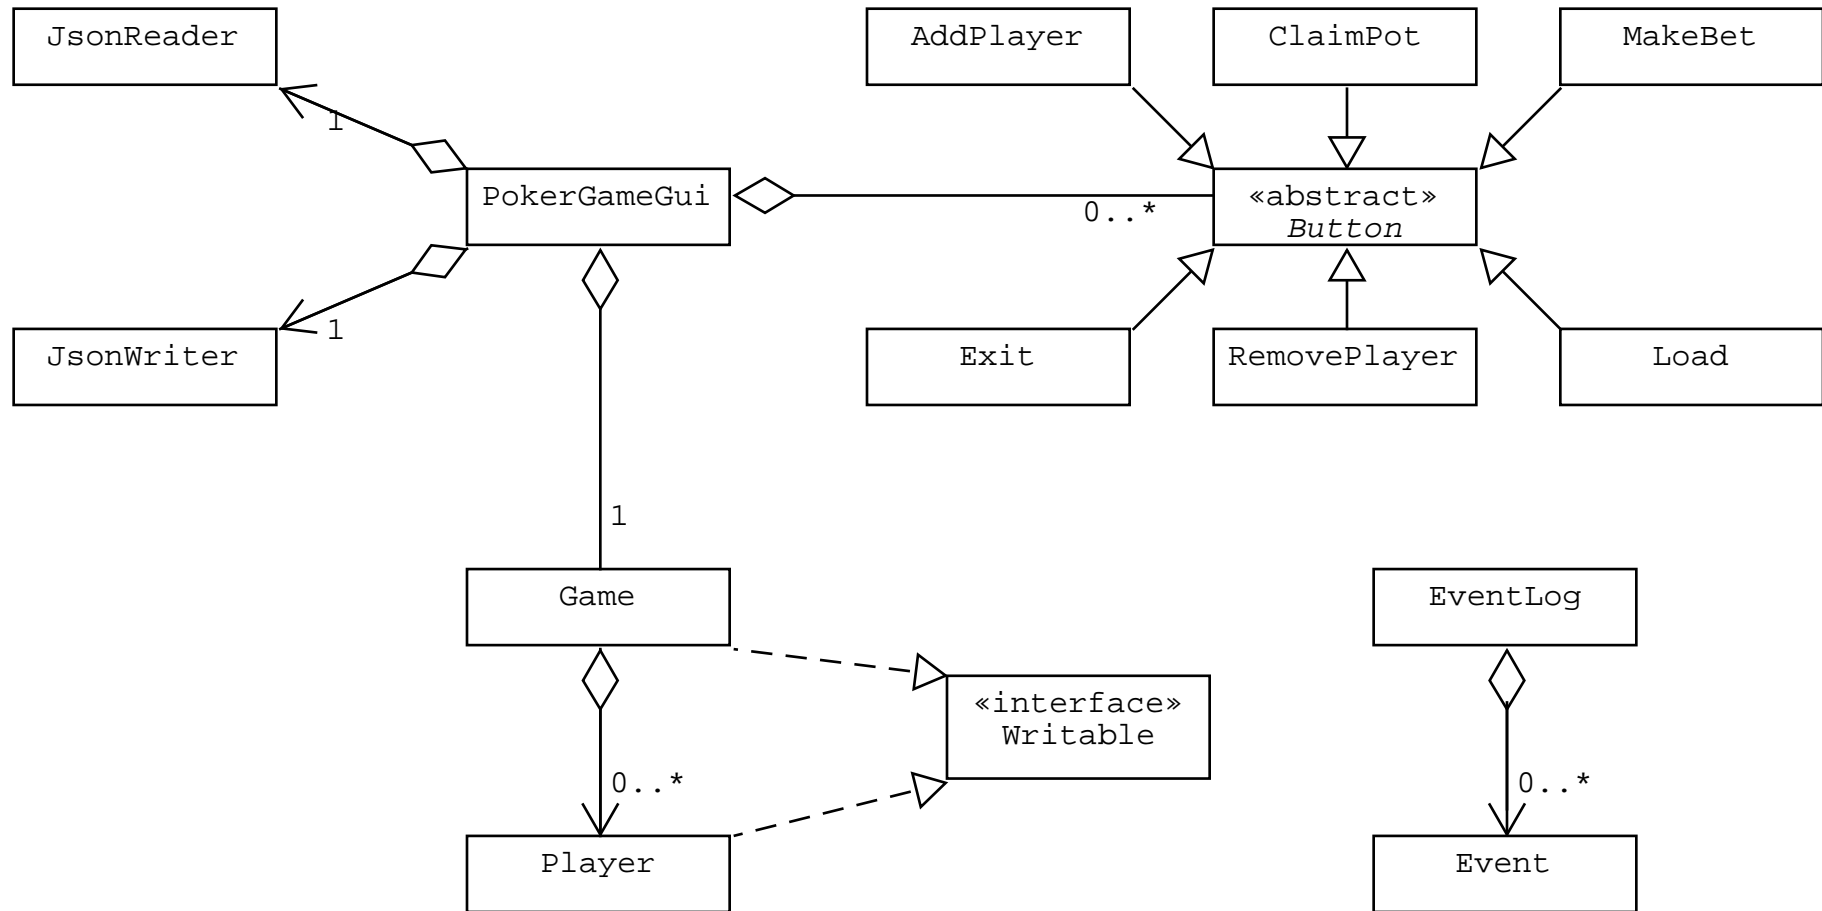 JsonReader
AddPlayer
ClaimPot
MakeBet
1
PokerGameGui
0..*
«abstract»
Button
1
JsonWriter
Exit
RemovePlayer
Load
1
Game
EventLog
«interface»
Writable
0..*
0..*
Player
Event